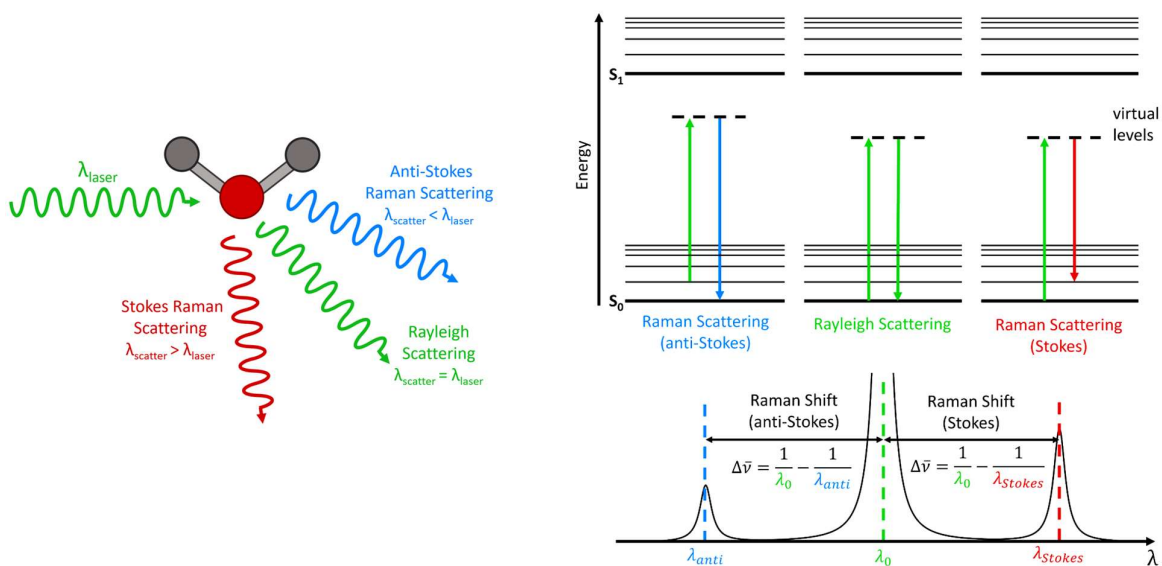 λlaser
Anti-Stokes
Raman Scattering
λscatter < λlaser
Stokes Raman
Scattering
λscatter > λlaser
Rayleigh
Scattering
λscatter = λlaser
Energy
S1
S0
virtual
levels
Raman Scattering
(anti-Stokes)
Rayleigh Scattering
Raman Scattering
(Stokes)
Raman Shift
(anti-Stokes)
Δν̄ = 1/λ0 − 1/λanti
Raman Shift
(Stokes)
Δν̄ = 1/λ0 − 1/λStokes
λanti
λ0
λStokes
λ